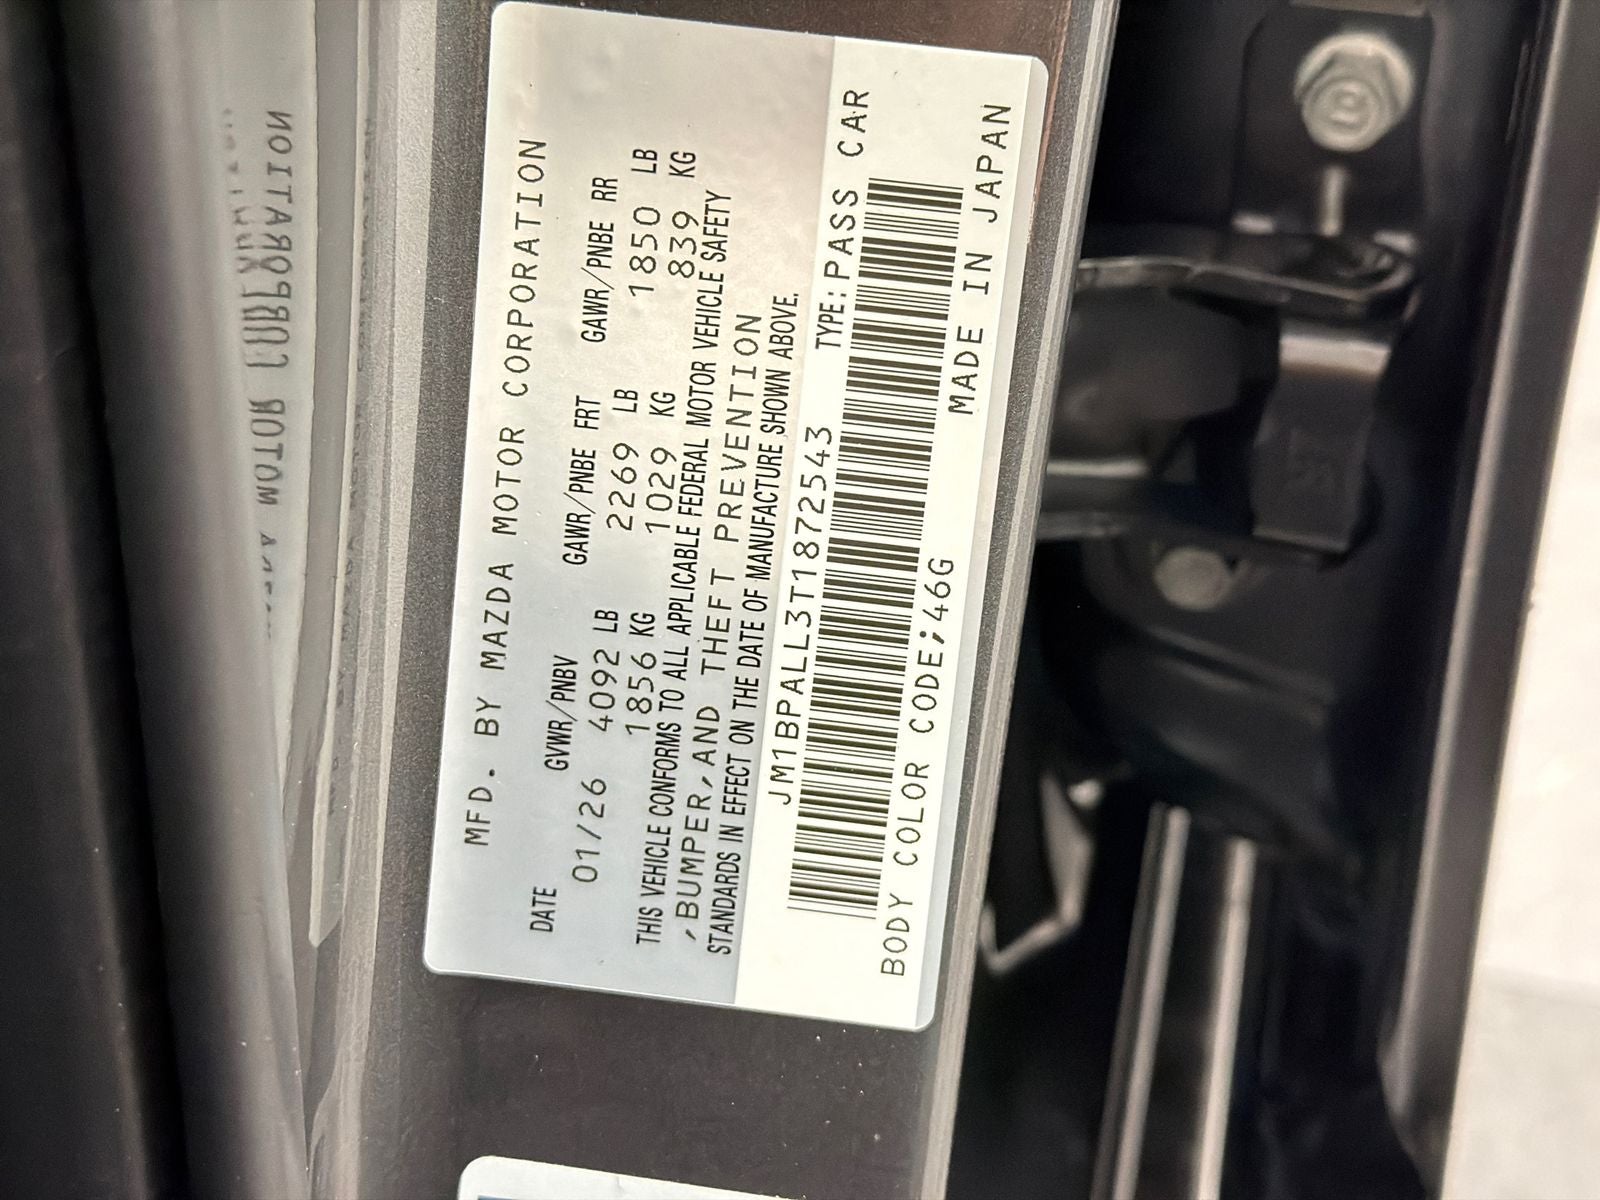 MFD. BY MAZDA MOTOR CORPORATION
DATE GVWR/PNBV GAWR/PNBE FRT GAWR/PNBE RR
01/26 4092 LB 2269 LB 1850 LB
1856 KG 1029 KG 839 KG
THIS VEHICLE CONFORMS TO ALL APPLICABLE FEDERAL MOTOR VEHICLE SAFETY
,BUMPER,AND THEFT PREVENTION
STANDARDS IN EFFECT ON THE DATE OF MANUFACTURE SHOWN ABOVE.
JM1BPALL3T1872543 TYPE:PASS CAR
BODY COLOR CODE;46G MADE IN JAPAN
MOTOR CORPORATION